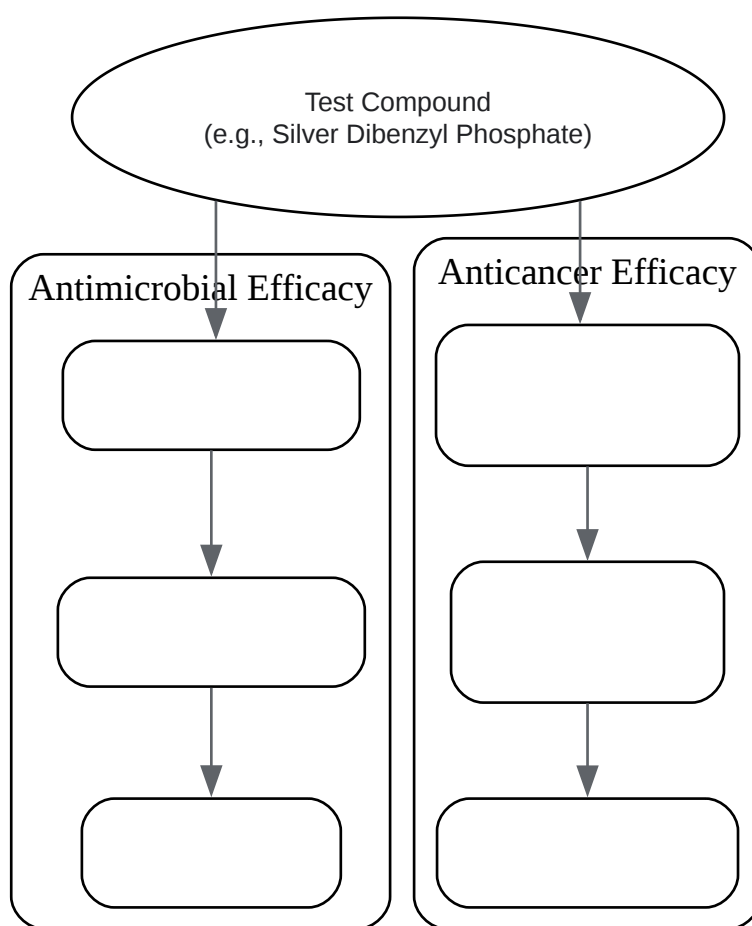 Test Compound
(e.g., Silver Dibenzyl Phosphate)
Antimicrobial Efficacy
Anticancer Efficacy